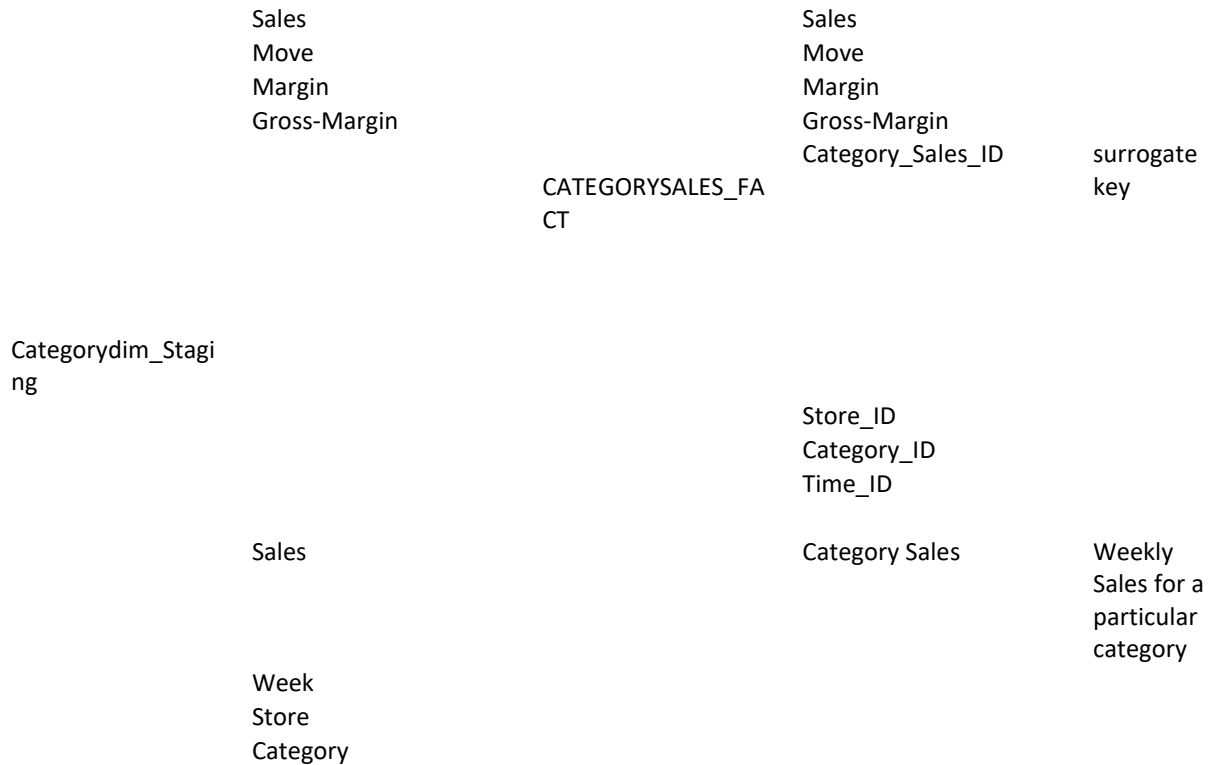 Sales Sales
Move Move
Margin Margin
Gross-Margin Gross-Margin
Category_Sales_ID surrogate
CATEGORYSALES_FA key
CT
Categorydim_Stagi
ng
Store_ID
Category_ID
Time_ID
Sales Category Sales Weekly
Sales for a
particular
category
Week
Store
Category